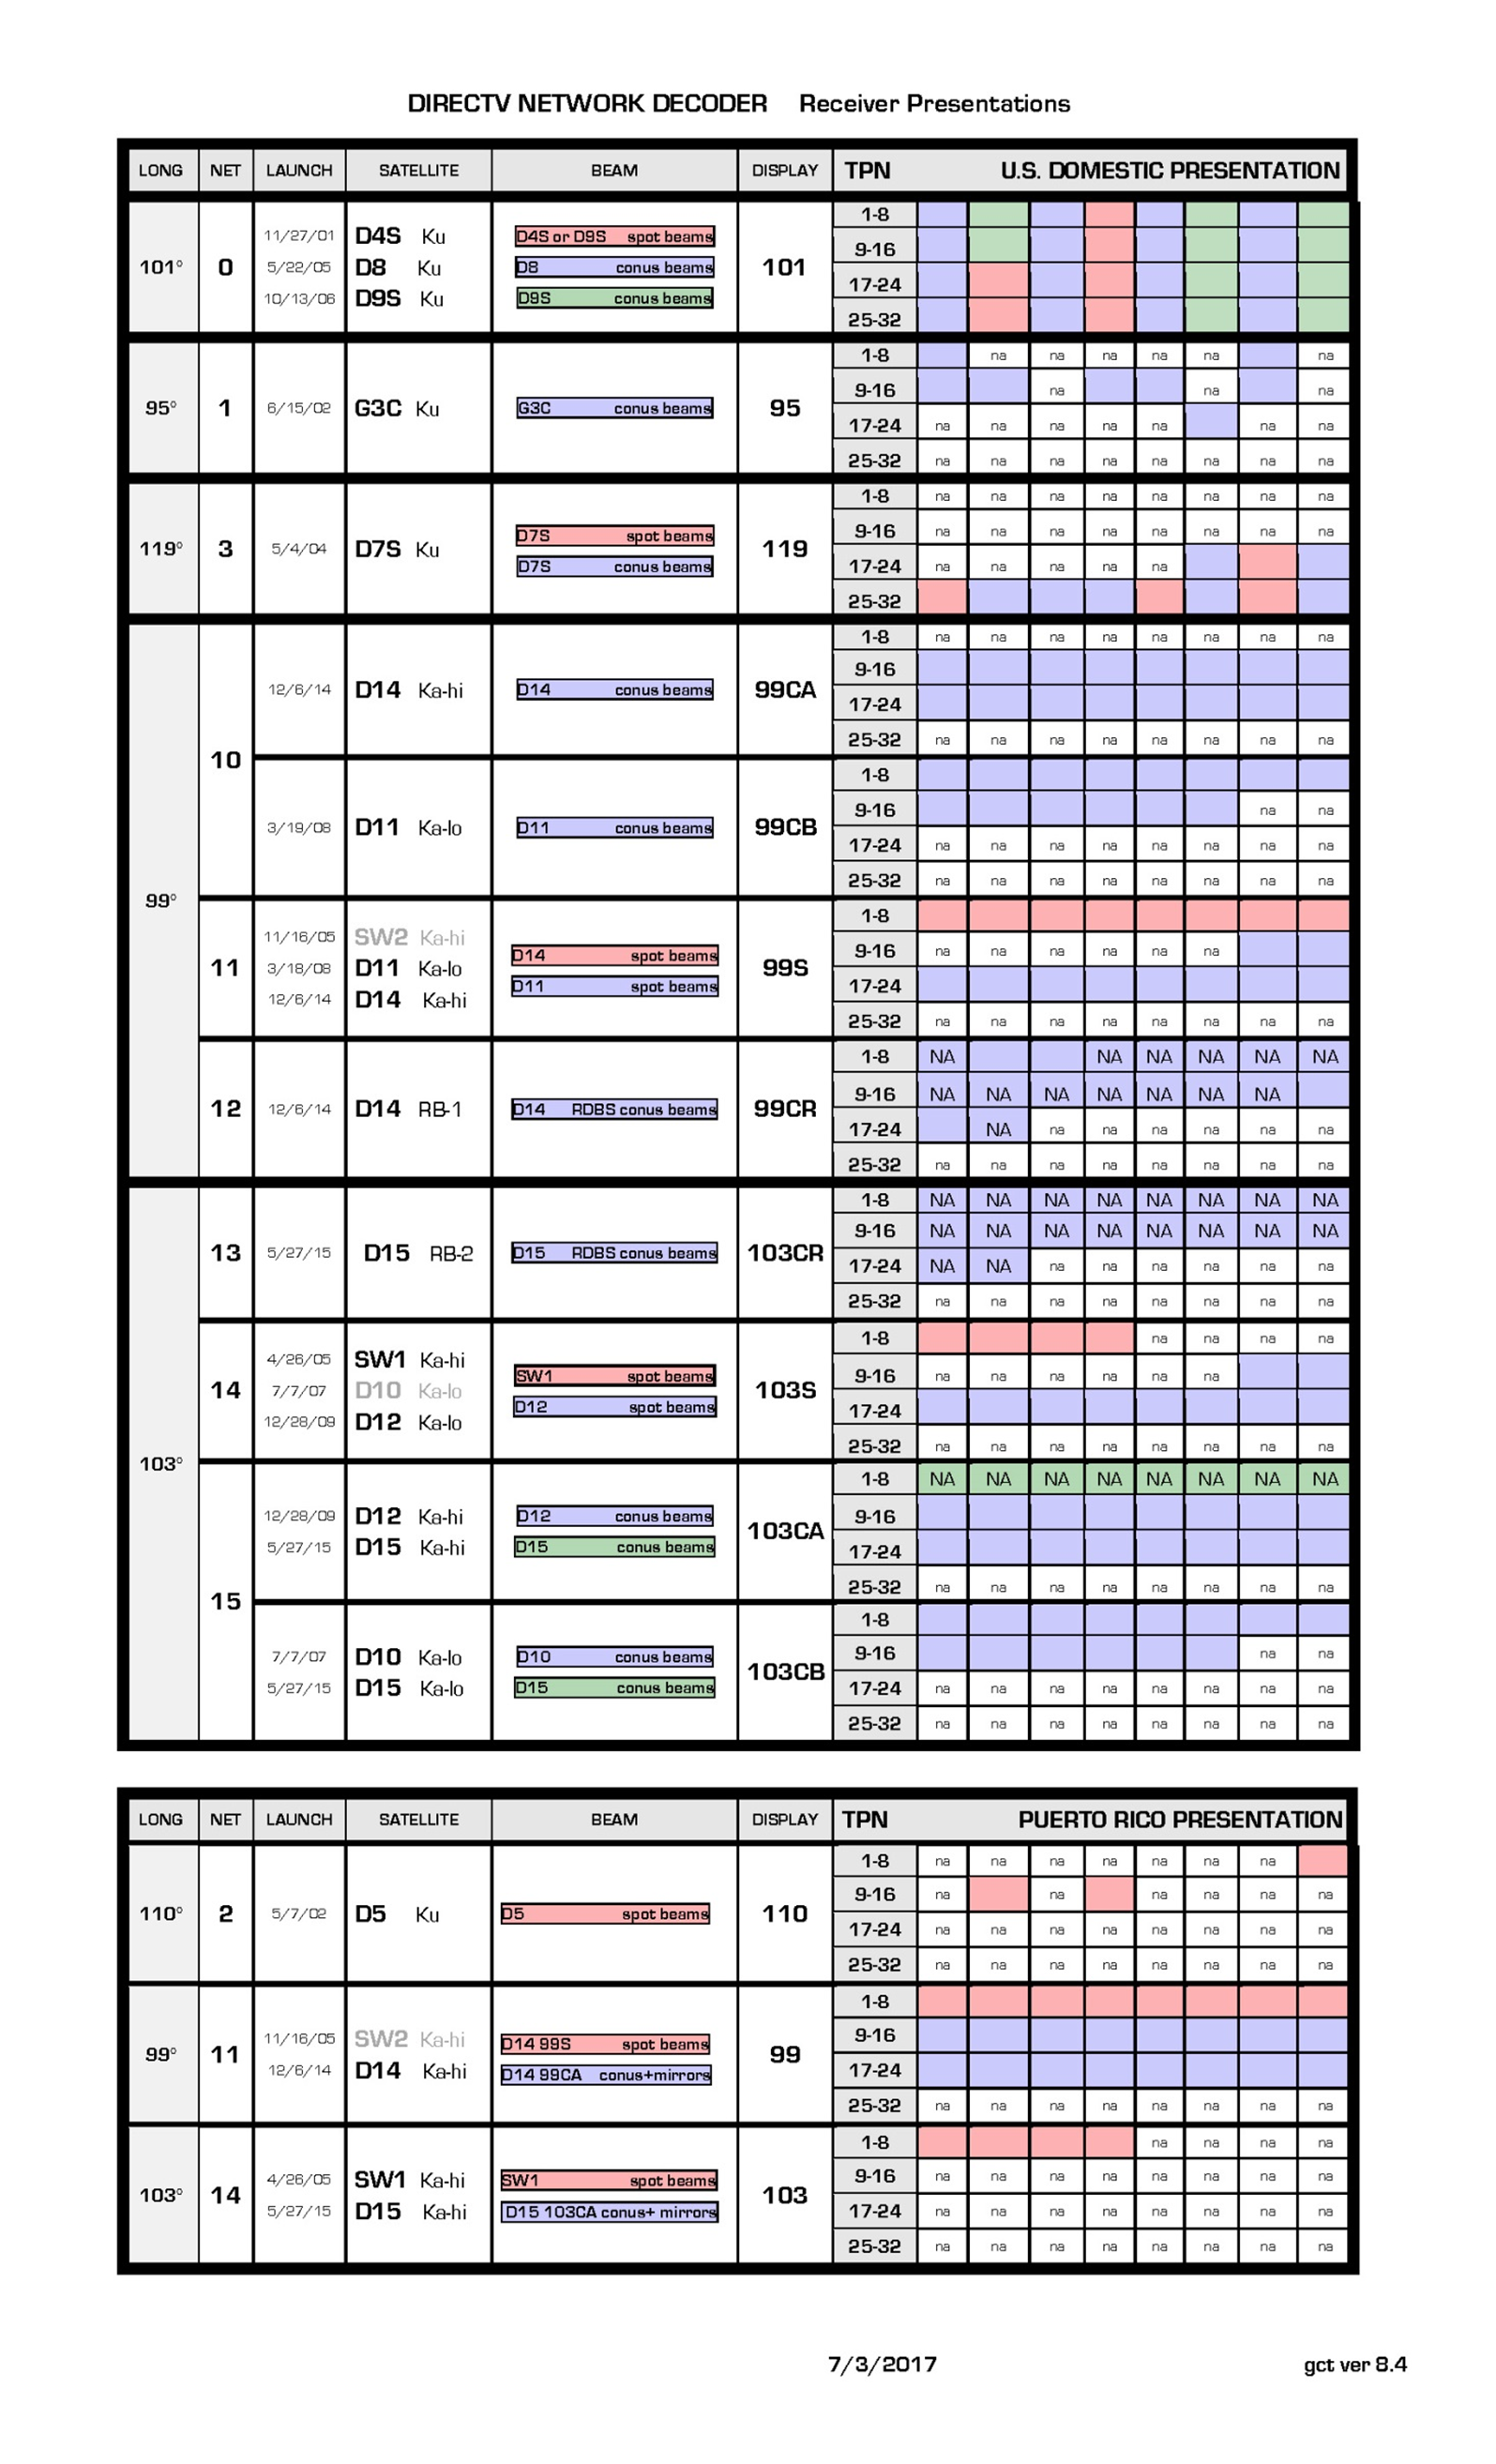 DIRECTV NETWORK DECODER Receiver Presentations
LONG NET LAUNCH SATELLITE BEAM DISPLAY TPN U.S. DOMESTIC PRESENTATION
101° 0 101
11/27/01 D4S Ku D4S or D9S spot beams
5/22/05 D8 Ku D8 conus beams
10/13/06 D9S Ku D9S conus beams
1-8
9-16
17-24
25-32
95° 1 6/15/02 G3C Ku G3C conus beams 95
1-8 na na na na na na
9-16 na na na
17-24 na na na na na na na
25-32 na na na na na na na na
119° 3 5/4/04 D7S Ku 119
D7S spot beams
D7S conus beams
1-8 na na na na na na na na
9-16 na na na na na na na na
17-24 na na na na na
25-32
99°
10
12/6/14 D14 Ka-hi D14 conus beams 99CA
1-8 na na na na na na na na
9-16
17-24
25-32 na na na na na na na na
3/19/08 D11 Ka-lo D11 conus beams 99CB
1-8
9-16 na na
17-24 na na na na na na na na
25-32 na na na na na na na na
11 99S
11/16/05 SW2 Ka-hi
3/18/08 D11 Ka-lo
12/6/14 D14 Ka-hi
D14 spot beams
D11 spot beams
1-8
9-16 na na na na na na
17-24
25-32 na na na na na na na na
12 12/6/14 D14 RB-1 D14 RDBS conus beams 99CR
1-8 NA NA NA NA NA NA
9-16 NA NA NA NA NA NA NA
17-24 NA na na na na na na
25-32 na na na na na na na na
103°
13 5/27/15 D15 RB-2 D15 RDBS conus beams 103CR
1-8 NA NA NA NA NA NA NA NA
9-16 NA NA NA NA NA NA NA NA
17-24 NA NA na na na na na na
25-32 na na na na na na na na
14 103S
4/26/05 SW1 Ka-hi
7/7/07 D10 Ka-lo
12/28/09 D12 Ka-lo
SW1 spot beams
D12 spot beams
1-8 na na na na
9-16 na na na na na na
17-24
25-32 na na na na na na na na
15
12/28/09 D12 Ka-hi D12 conus beams
5/27/15 D15 Ka-hi D15 conus beams
103CA
1-8 NA NA NA NA NA NA NA NA
9-16
17-24
25-32 na na na na na na na na
7/7/07 D10 Ka-lo D10 conus beams
5/27/15 D15 Ka-lo D15 conus beams
103CB
1-8
9-16 na na
17-24 na na na na na na na na
25-32 na na na na na na na na
LONG NET LAUNCH SATELLITE BEAM DISPLAY TPN PUERTO RICO PRESENTATION
110° 2 5/7/02 D5 Ku D5 spot beams 110
1-8 na na na na na na na
9-16 na na na na na na
17-24 na na na na na na na na
25-32 na na na na na na na na
99° 11 99
11/16/05 SW2 Ka-hi D14 99S spot beams
12/6/14 D14 Ka-hi D14 99CA conus+mirrors
1-8
9-16
17-24
25-32 na na na na na na na na
103° 14 103
4/26/05 SW1 Ka-hi SW1 spot beams
5/27/15 D15 Ka-hi D15 103CA conus+ mirrors
1-8 na na na na
9-16 na na na na na na na na
17-24 na na na na na na na na
25-32 na na na na na na na na
7/3/2017 gct ver 8.4